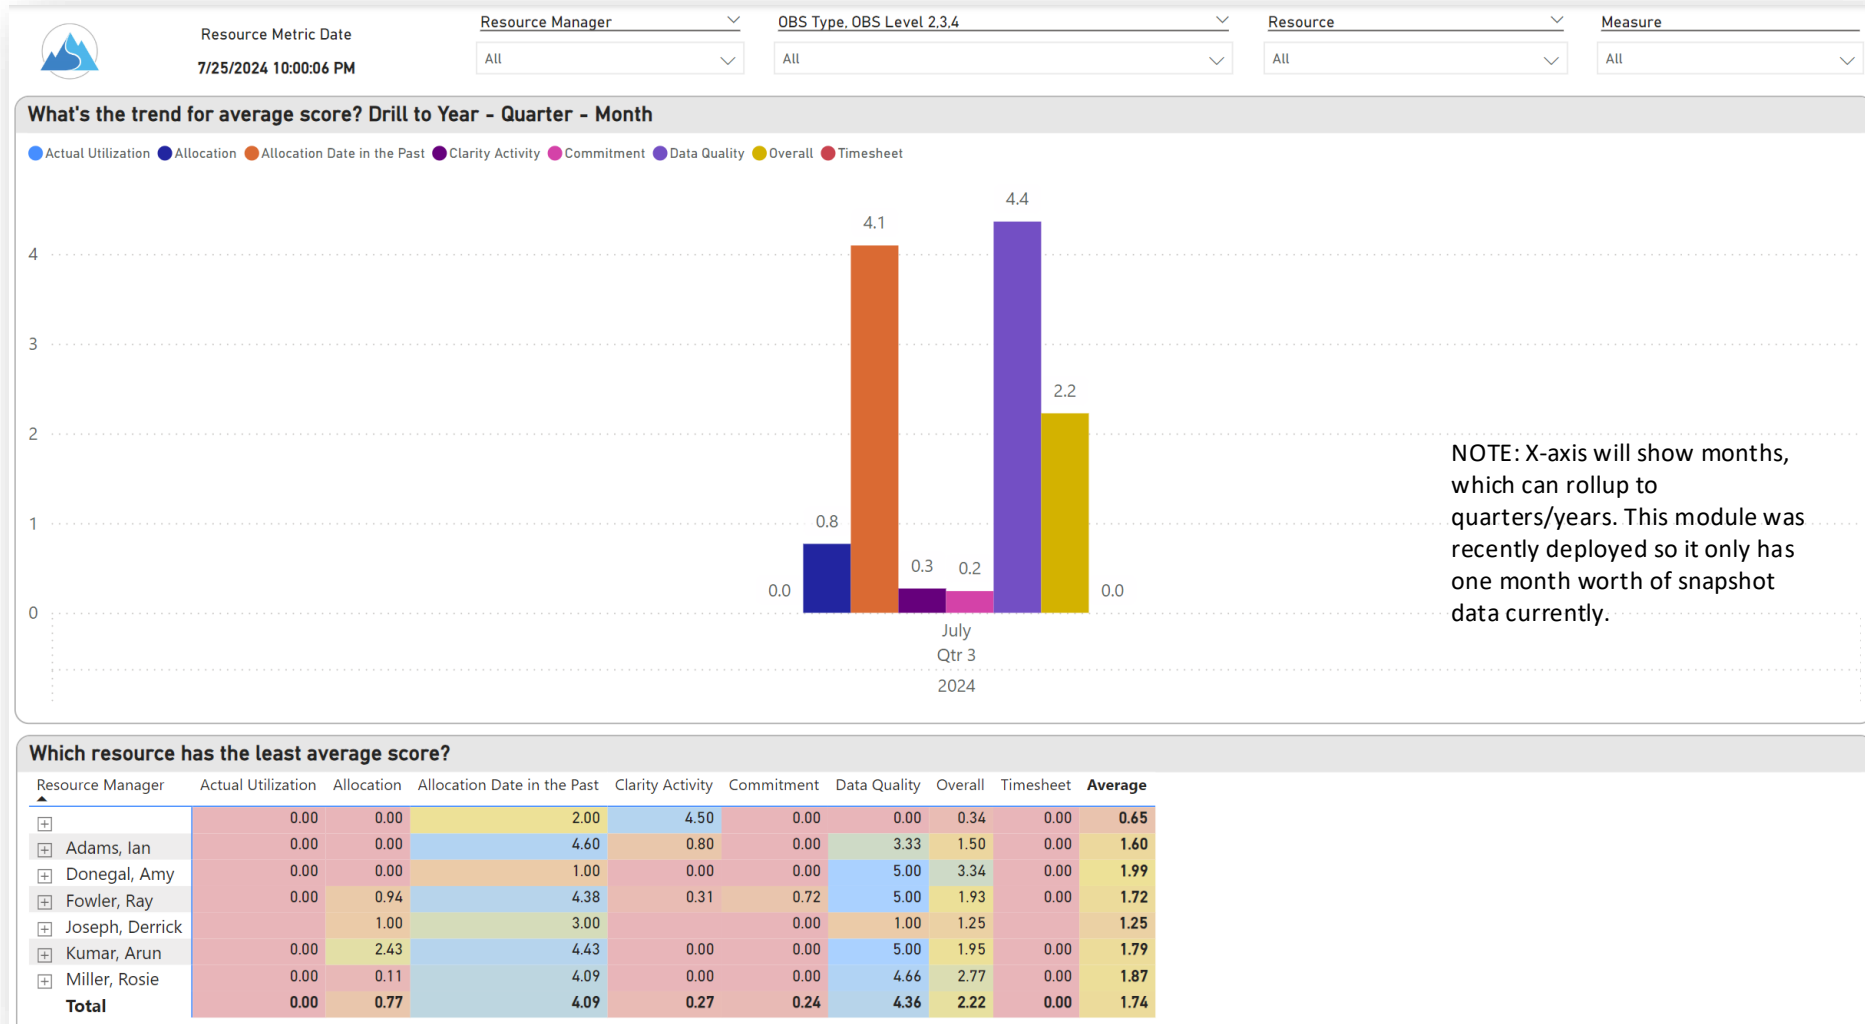 Resource Metric Date
7/25/2024 10:00:06 PM
Resource Manager
All
OBS Type, OBS Level 2,3,4
All
Resource
All
Measure
All
What's the trend for average score? Drill to Year - Quarter - Month
Actual Utilization Allocation Allocation Date in the Past Clarity Activity Commitment Data Quality Overall Timesheet
4
3
2
1
0
0.0
0.8
4.1
0.3
0.2
4.4
2.2
0.0
July
Qtr 3
2024
NOTE: X-axis will show months,
which can rollup to
quarters/years. This module was
recently deployed so it only has
one month worth of snapshot
data currently.
Which resource has the least average score?
Resource Manager Actual Utilization Allocation Allocation Date in the Past Clarity Activity Commitment Data Quality Overall Timesheet Average
0.00 0.00 2.00 4.50 0.00 0.00 0.34 0.00 0.65
Adams, Ian 0.00 0.00 4.60 0.80 0.00 3.33 1.50 0.00 1.60
Donegal, Amy 0.00 0.00 1.00 0.00 0.00 5.00 3.34 0.00 1.99
Fowler, Ray 0.00 0.94 4.38 0.31 0.72 5.00 1.93 0.00 1.72
Joseph, Derrick 1.00 3.00 0.00 1.00 1.25 1.25
Kumar, Arun 0.00 2.43 4.43 0.00 0.00 5.00 1.95 0.00 1.79
Miller, Rosie 0.00 0.11 4.09 0.00 0.00 4.66 2.77 0.00 1.87
Total 0.00 0.77 4.09 0.27 0.24 4.36 2.22 0.00 1.74